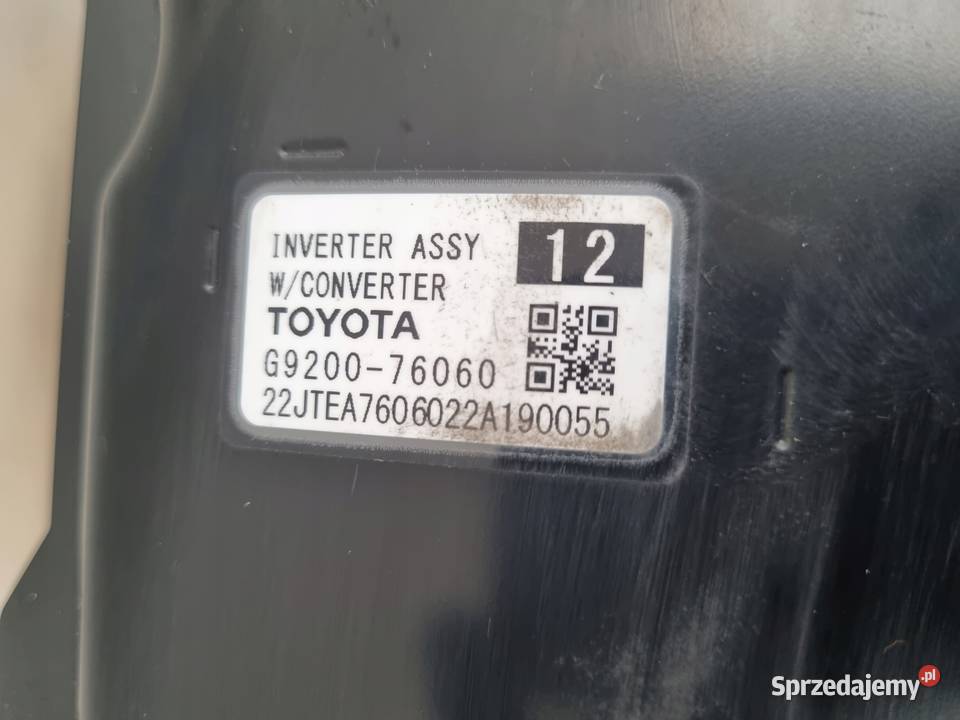 INVERTER ASSY
12
W/CONVERTER
TOYOTA
G9200-76060
22JTEA7606022A190055
Sprzedajemy.pl